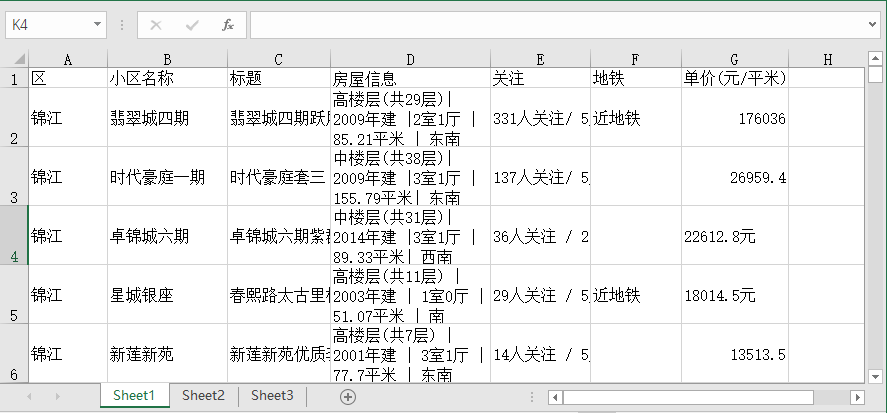 K4
fx
A B C D E F G H
1 区 小区名称 标题 房屋信息 关注 地铁 单价(元/平米)
高楼层(共29层)|
2009年建 |2室1厅 |
2 锦江 翡翠城四期 翡翠城四期跃 85.21平米 | 东南 331人关注/ 5 近地铁 176036
中楼层(共38层)|
2009年建 |3室1厅 |
3 锦江 时代豪庭一期 时代豪庭套三 155.79平米| 东南 137人关注/ 5 26959.4
中楼层(共31层)|
2014年建 |3室1厅 |
4 锦江 卓锦城六期 卓锦城六期紫 89.33平米| 西南 36人关注 / 2 22612.8元
高楼层(共11层) |
2003年建 | 1室0厅 |
5 锦江 星城银座 春熙路太古里 51.07平米 | 南 29人关注 / 5 近地铁 18014.5元
高楼层(共7层) |
2001年建 | 3室1厅 |
6 锦江 新莲新苑 新莲新苑优质 77.7平米 | 东南 14人关注 / 5 13513.5
Sheet1 Sheet2 Sheet3